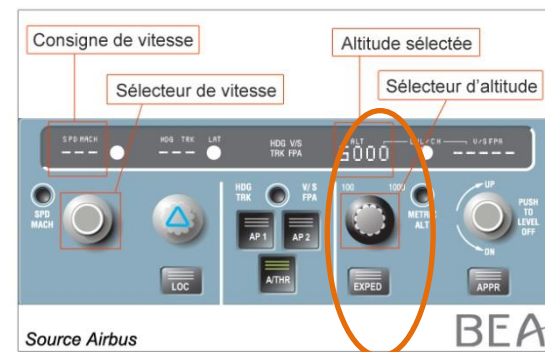 Consigne de vitesse
Altitude sélectée
Sélecteur de vitesse
Sélecteur d'altitude
SPD MACH
HDG TRK LAT
HDG V/S
TRK FPA
ALT
LVL/CH
V/S FPA
--- --- 5000 -----
SPD
MACH
HDG
TRK
V/S
FPA
100
1000
METRIC
ALT
UP
PUSH
TO
LEVEL
OFF
DN
AP 1
AP 2
LOC
A/THR
EXPED
APPR
Source Airbus
BEA